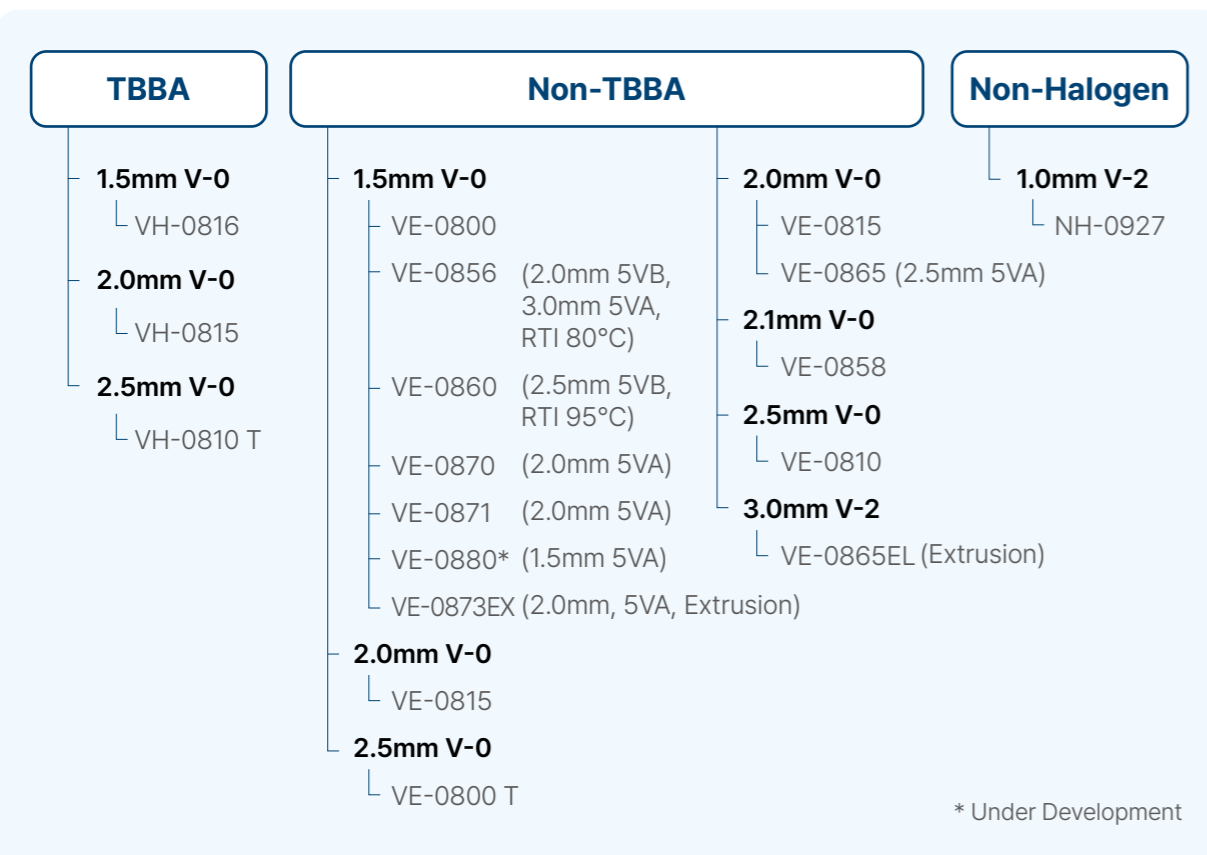 TBBA
1.5mm V-0
VH-0816
2.0mm V-0
VH-0815
2.5mm V-0
VH-0810 T
Non-TBBA
1.5mm V-0
VE-0800
VE-0856 (2.0mm 5VB,
3.0mm 5VA,
RTI 80°C)
VE-0860 (2.5mm 5VB,
RTI 95°C)
VE-0870 (2.0mm 5VA)
VE-0871 (2.0mm 5VA)
VE-0880* (1.5mm 5VA)
VE-0873EX (2.0mm, 5VA, Extrusion)
2.0mm V-0
VE-0815
2.5mm V-0
VE-0800 T
2.0mm V-0
VE-0815
VE-0865 (2.5mm 5VA)
2.1mm V-0
VE-0858
2.5mm V-0
VE-0810
3.0mm V-2
VE-0865EL (Extrusion)
Non-Halogen
1.0mm V-2
NH-0927
* Under Development